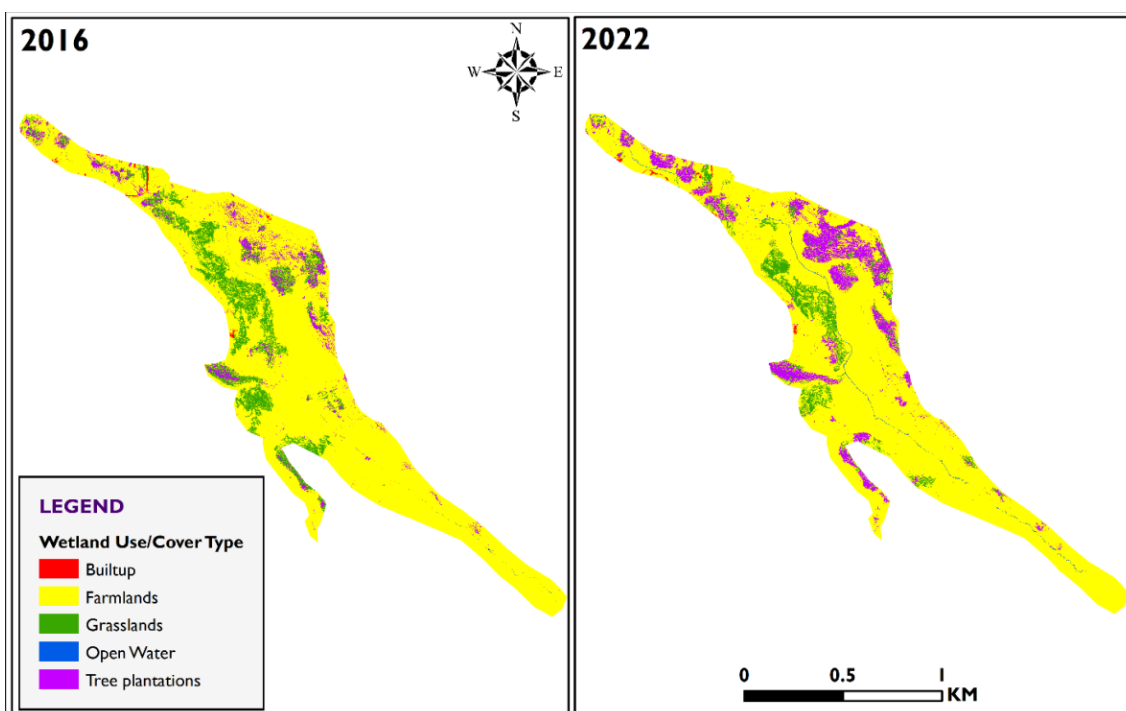 2016
N
W E
S
2022
LEGEND
Wetland Use/Cover Type
Builtup
Farmlands
Grasslands
Open Water
Tree plantations
0 0.5 1
KM